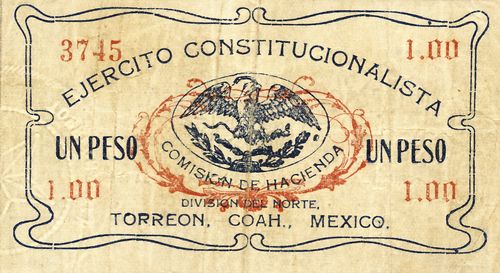 3745 1.00
EJERCITO CONSTITUCIONALISTA
UN PESO UN PESO
COMISION DE HACIENDA
1.00 1.00
DIVISION DEL NORTE,
TORREON, COAH., MEXICO.